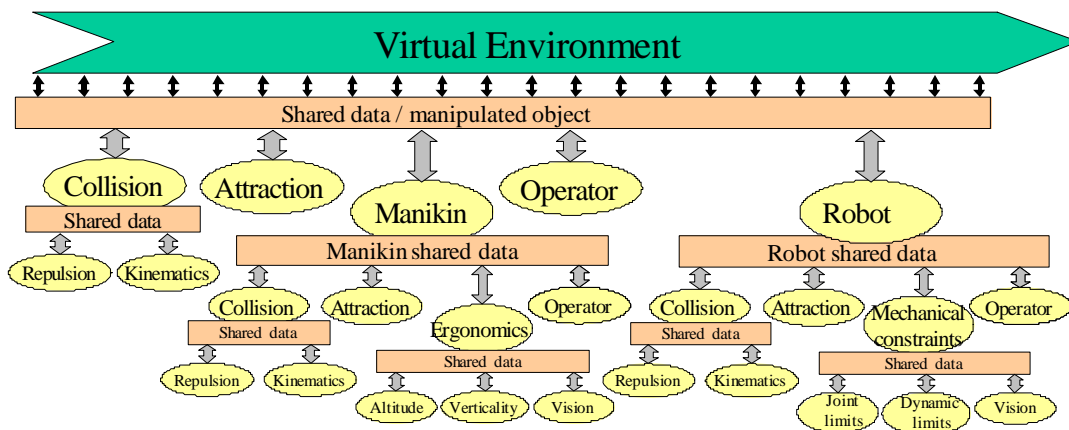 Virtual Environment
Shared data / manipulated object
Collision
Attraction
Manikin
Operator
Robot
Shared data
Repulsion
Kinematics
Manikin shared data
Collision
Attraction
Ergonomics
Operator
Shared data
Repulsion
Kinematics
Shared data
Altitude
Verticality
Vision
Robot shared data
Collision
Attraction
Mechanical
constraints
Operator
Shared data
Repulsion
Kinematics
Shared data
Joint
limits
Dynamic
limits
Vision